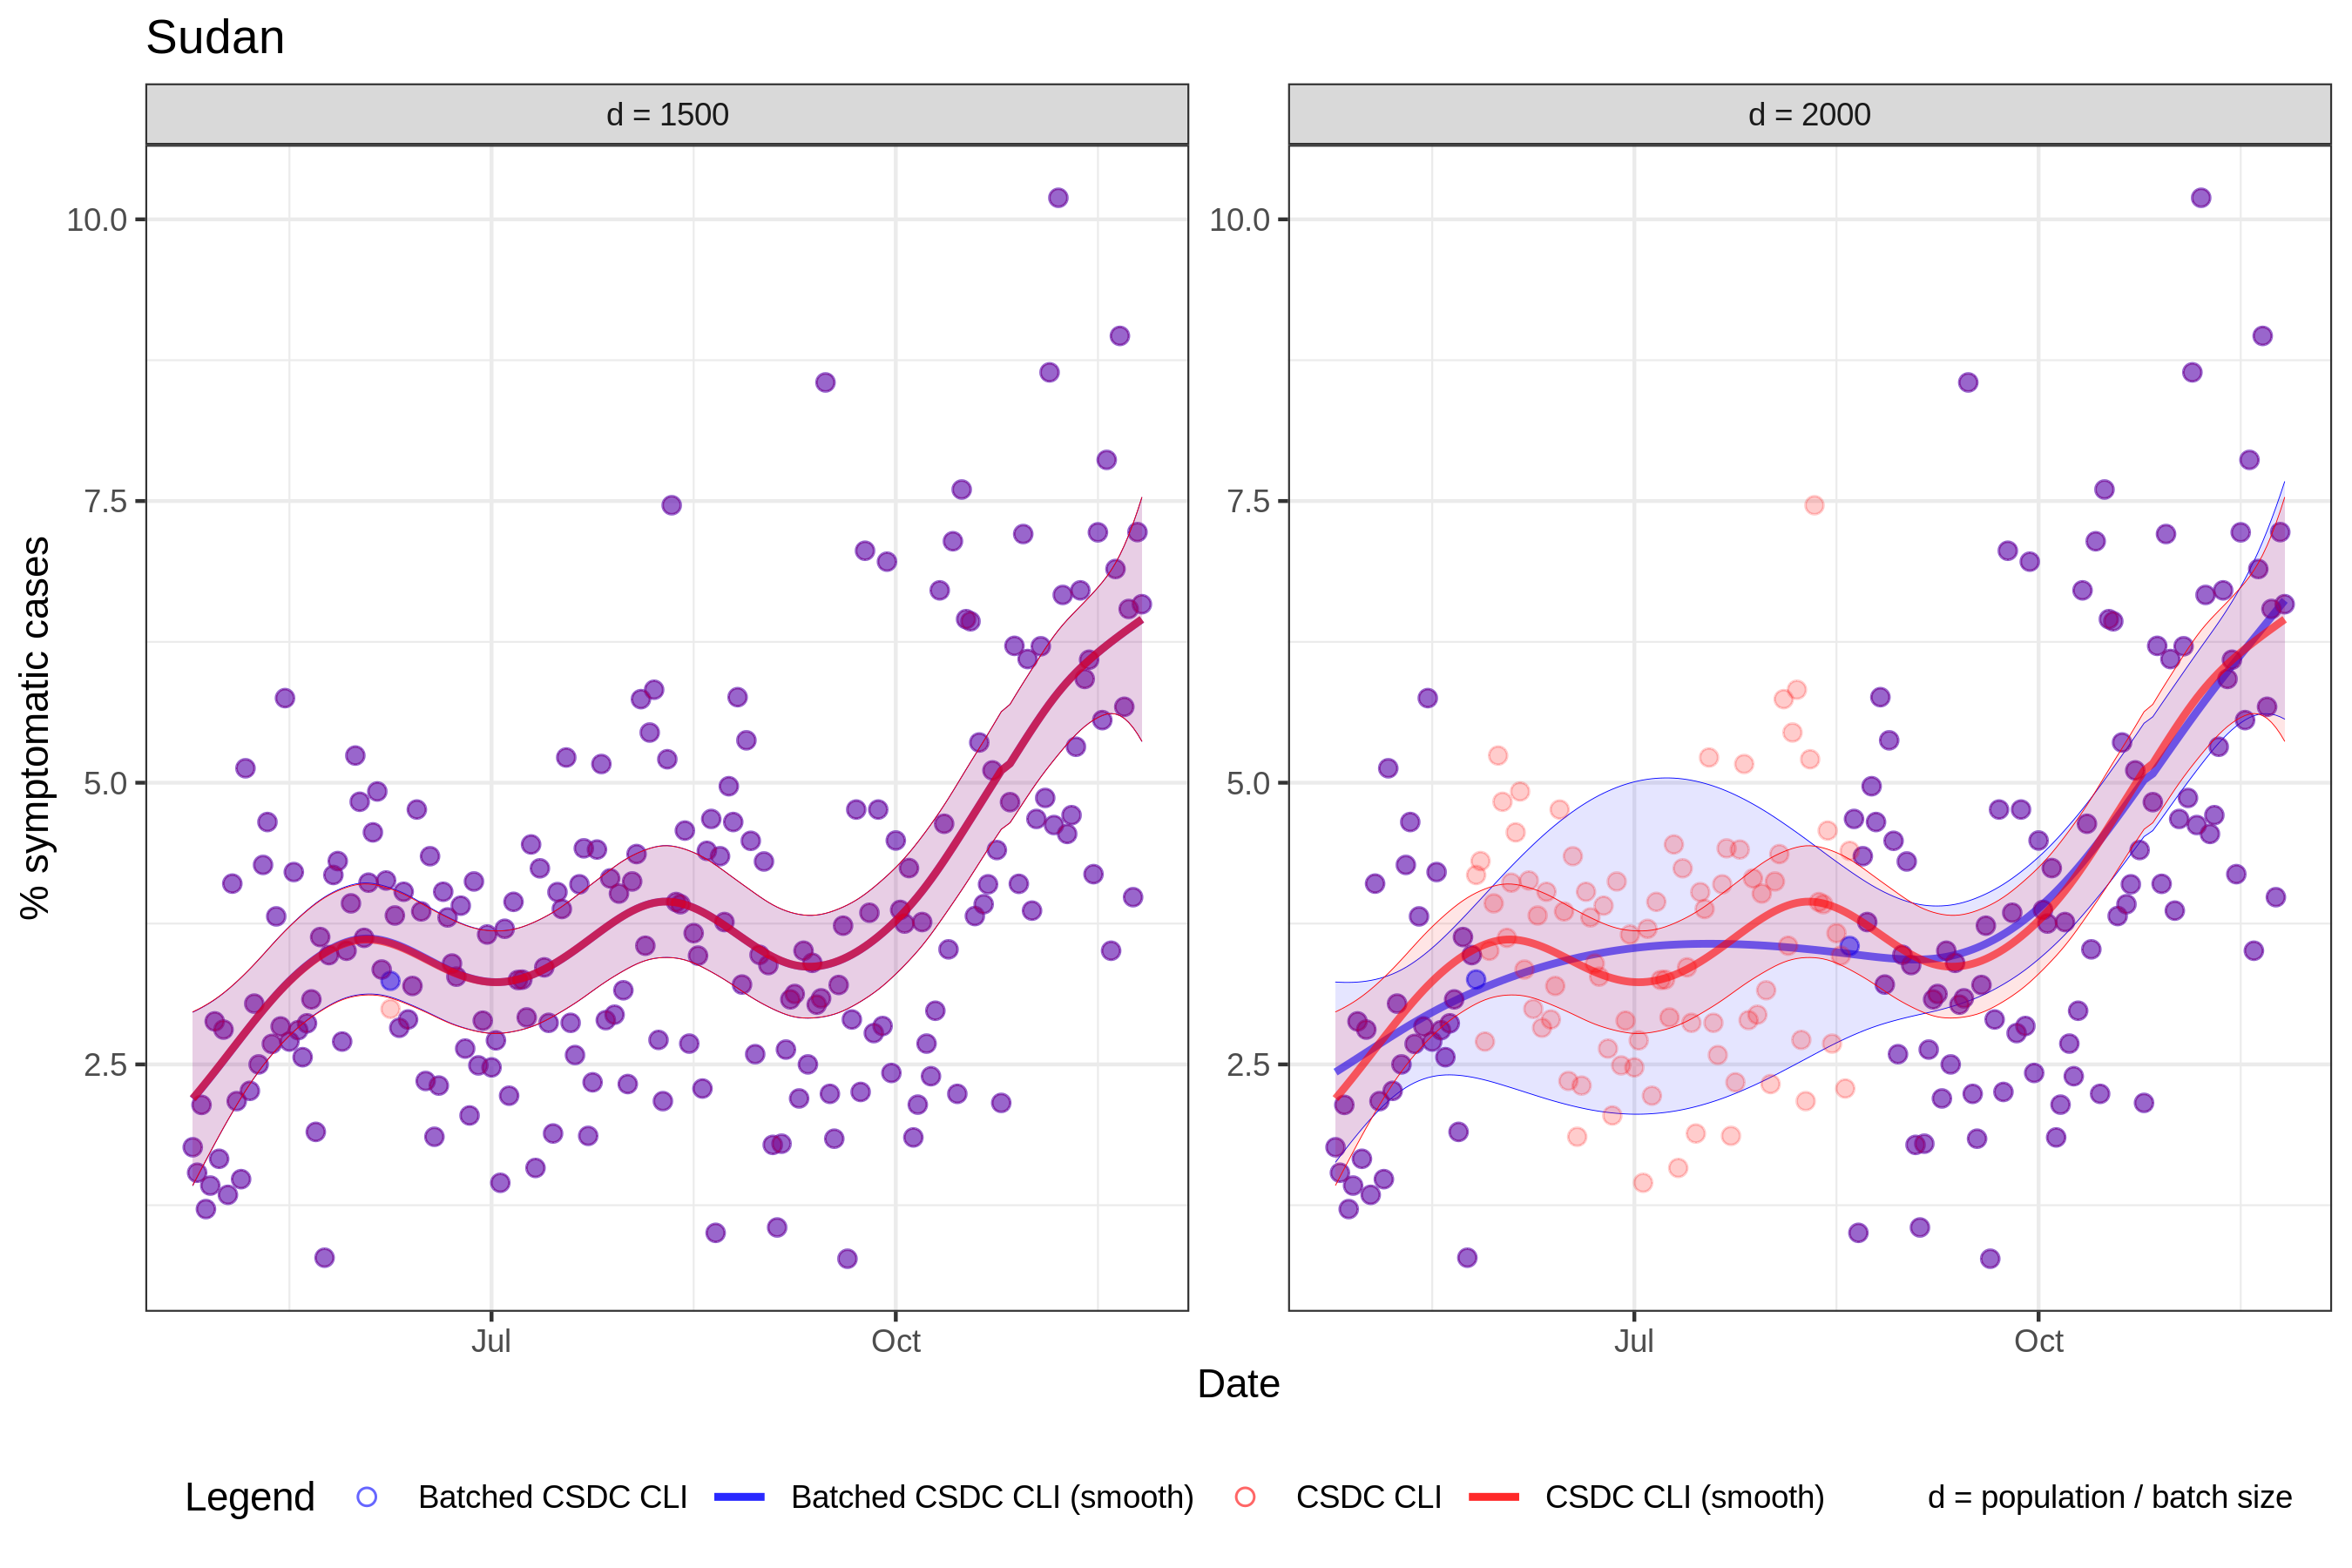 Sudan
d = 1500
d = 2000
% symptomatic cases
10.0
7.5
5.0
2.5
10.0
7.5
5.0
2.5
Jul
Oct
Jul
Oct
Date
Legend
Batched CSDC CLI
Batched CSDC CLI (smooth)
CSDC CLI
CSDC CLI (smooth)
d = population / batch size